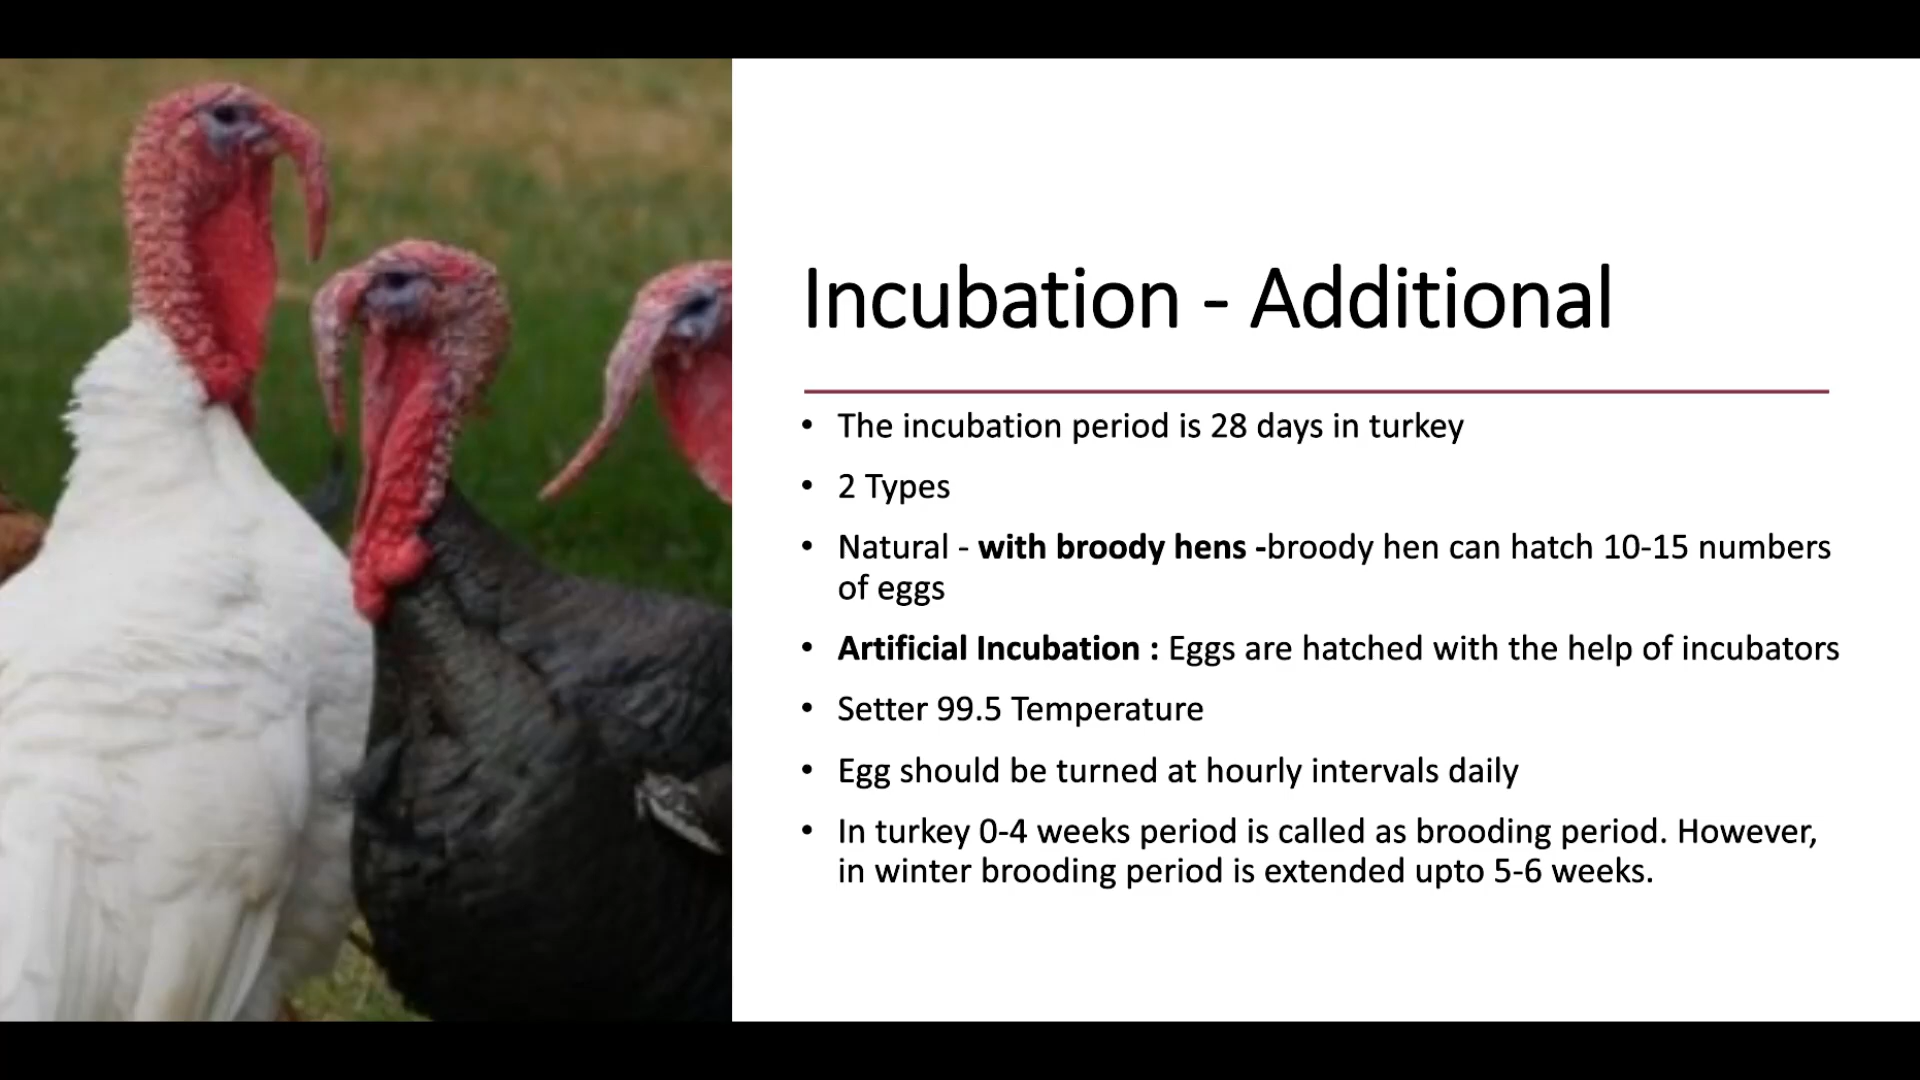 Incubation - Additional
• The incubation period is 28 days in turkey
• 2 Types
• Natural - with broody hens -broody hen can hatch 10-15 numbers
of eggs
• Artificial Incubation : Eggs are hatched with the help of incubators
• Setter 99.5 Temperature
• Egg should be turned at hourly intervals daily
• In turkey 0-4 weeks period is called as brooding period. However,
in winter brooding period is extended upto 5-6 weeks.